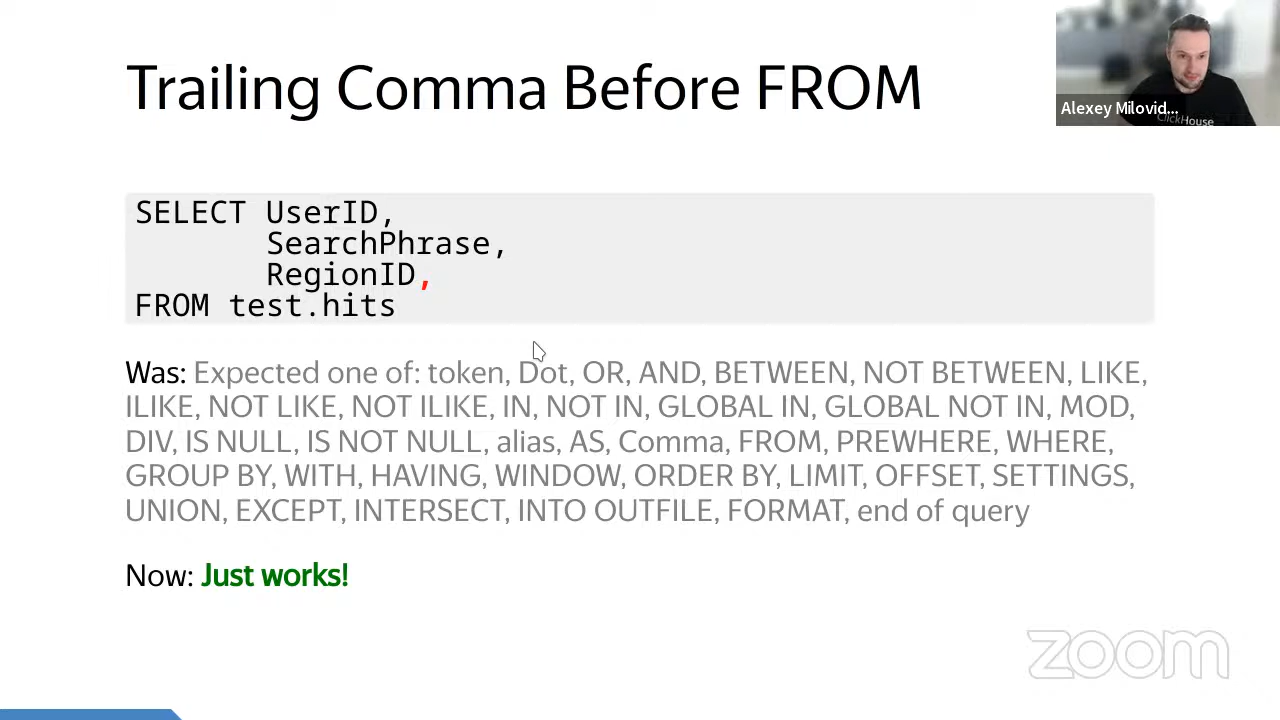 Trailing Comma Before FROM
Alexey Milovid...
ClickHouse
SELECT UserID,
SearchPhrase,
RegionID,
FROM test.hits
Was: Expected one of: token, Dot, OR, AND, BETWEEN, NOT BETWEEN, LIKE,
ILIKE, NOT LIKE, NOT ILIKE, IN, NOT IN, GLOBAL IN, GLOBAL NOT IN, MOD,
DIV, IS NULL, IS NOT NULL, alias, AS, Comma, FROM, PREWHERE, WHERE,
GROUP BY, WITH, HAVING, WINDOW, ORDER BY, LIMIT, OFFSET, SETTINGS,
UNION, EXCEPT, INTERSECT, INTO OUTFILE, FORMAT, end of query
Now: Just works!
zoom